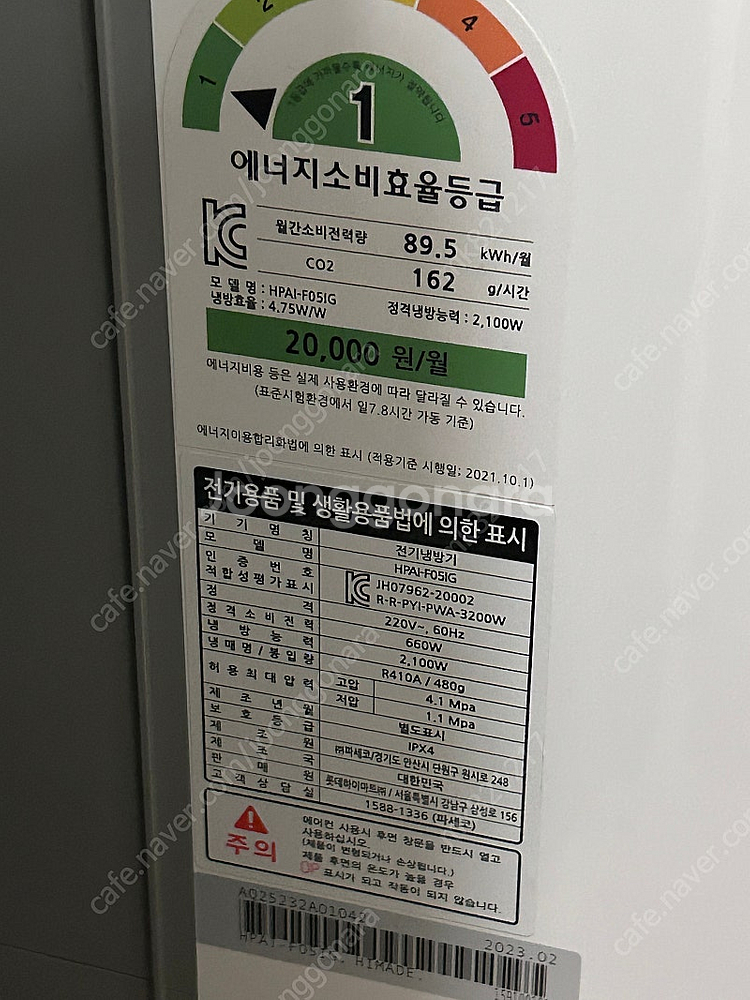 1 2 4 5
1
에너지소비효율등급
월간소비전력량 89.5 kWh/월
CO2 162 g/시간
모 델 명 : HPAI-F05IG
냉방효율 : 4.75W/W 정격냉방능력 : 2,100W
20,000 원/월
에너지비용 등은 실제 사용환경에 따라 달라질 수 있습니다.
(표준시험환경에서 일7.8시간 가동 기준)
에너지이용합리화법에 의한 표시 (적용기준 시행일; 2021.10.1)
joonggonara
전기용품 및 생활용품법에 의한 표시
기 기 명 칭 전기냉방기
모 델 명 HPAI-F05IG
인 증 번 호 JH07962-20002
적합성평가표시 R-R-PYI-PWA-3200W
정 격 220V~, 60Hz
정격소비전력 660W
냉 방 능 력 2,100W
냉매명/봉입량 R410A / 480g
허용최대압력 고압 4.1 Mpa
저압 1.1 Mpa
제 조 년 월 별도표시
보 호 등 급 IPX4
제 조 원 ㈜파세코/경기도 안산시 단원구 원시로 248
제 조 국 대한민국
판 매 원 롯데하이마트㈜/서울특별시 강남구 삼성로 156
고객상담실 1588-1336 (파세코)
주의
에어컨 사용시 후면 창문을 반드시 열고
사용하십시오.
(제품이 변형되거나 손상됩니다.)
제품 후면의 온도가 높을 경우
OP 표시가 되고 작동이 되지 않습니다.
AQ25232A01049
2023.02
HPAI-F05IG HIMADE.
cafe.naver.com/joonggonara